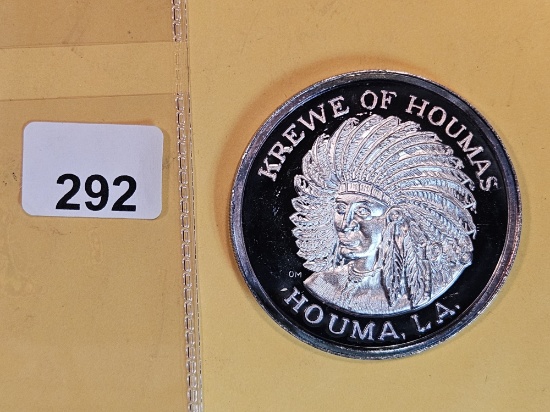 292
KREWE OF HOUMAS
OM
HOUMA, LA.